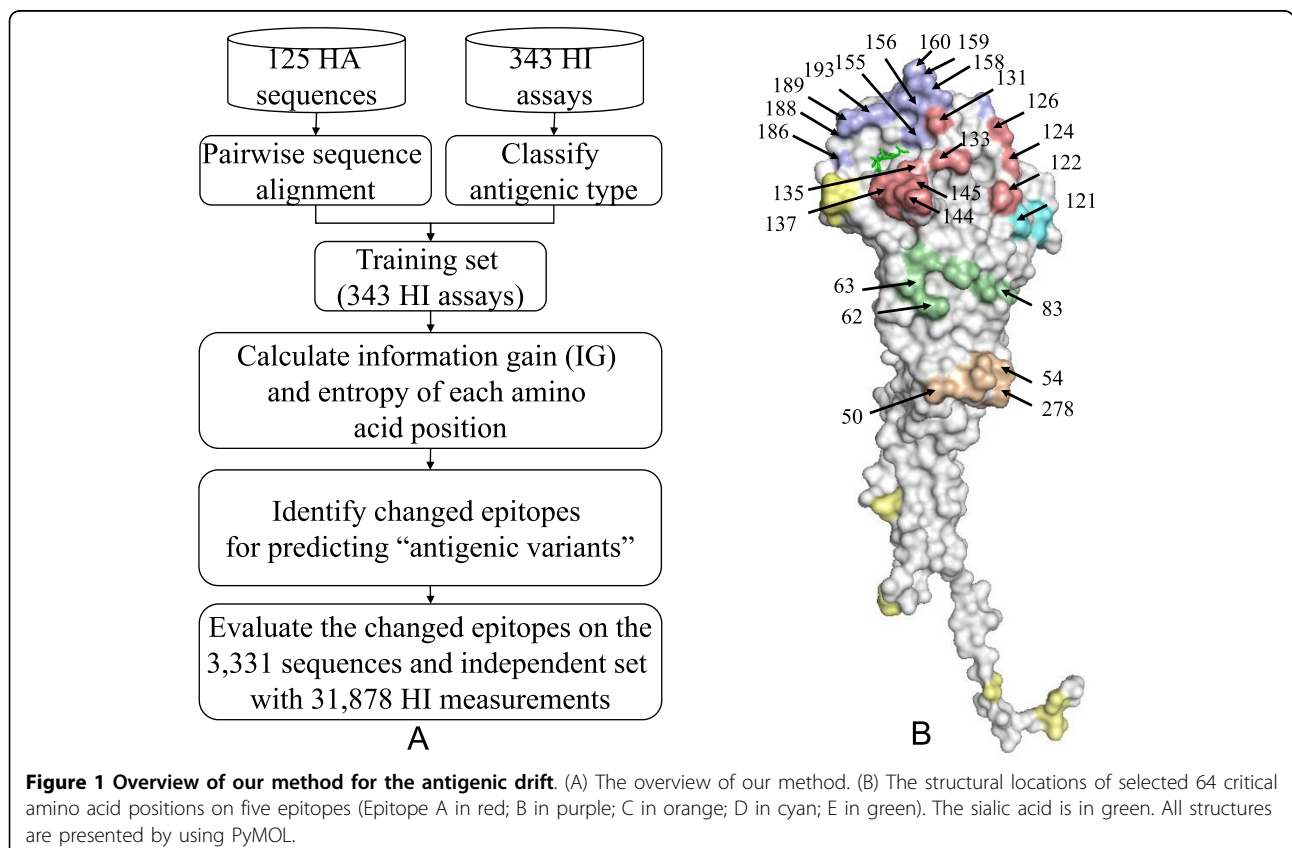 125 HA
sequences
343 HI
assays
Pairwise sequence
alignment
Classify
antigenic type
Training set
(343 HI assays)
Calculate information gain (IG)
and entropy of each amino
acid position
Identify changed epitopes
for predicting “antigenic variants”
Evaluate the changed epitopes on the
3,331 sequences and independent set
with 31,878 HI measurements
A
156
160
159
155
158
193
131
189
126
188
124
186
133
122
135
145
121
137
144
63
83
62
54
50
278
B
Figure 1 Overview of our method for the antigenic drift. (A) The overview of our method. (B) The structural locations of selected 64 critical
amino acid positions on five epitopes (Epitope A in red; B in purple; C in orange; D in cyan; E in green). The sialic acid is in green. All structures
are presented by using PyMOL.